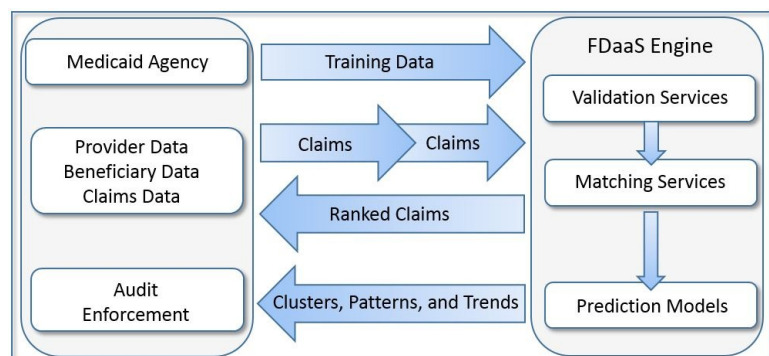 Medicaid Agency
Provider Data
Beneficiary Data
Claims Data
Audit
Enforcement
Training Data
Claims
Claims
Ranked Claims
Clusters, Patterns, and Trends
FDaaS Engine
Validation Services
Matching Services
Prediction Models